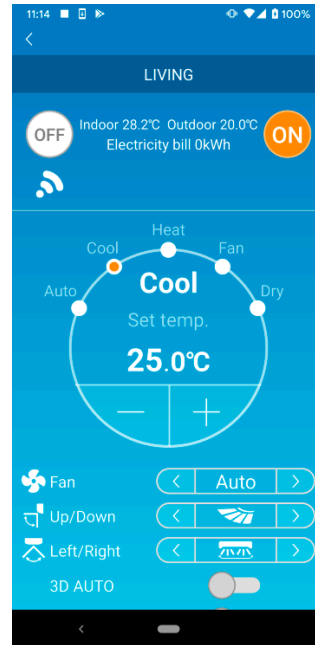 11:14 100%
LIVING
OFF Indoor 28.2℃ Outdoor 20.0℃ ON
Electricity bill 0kWh
Heat
Cool Fan
Auto Cool Dry
Set temp.
25.0℃
Fan Auto
Up/Down
Left/Right
3D AUTO